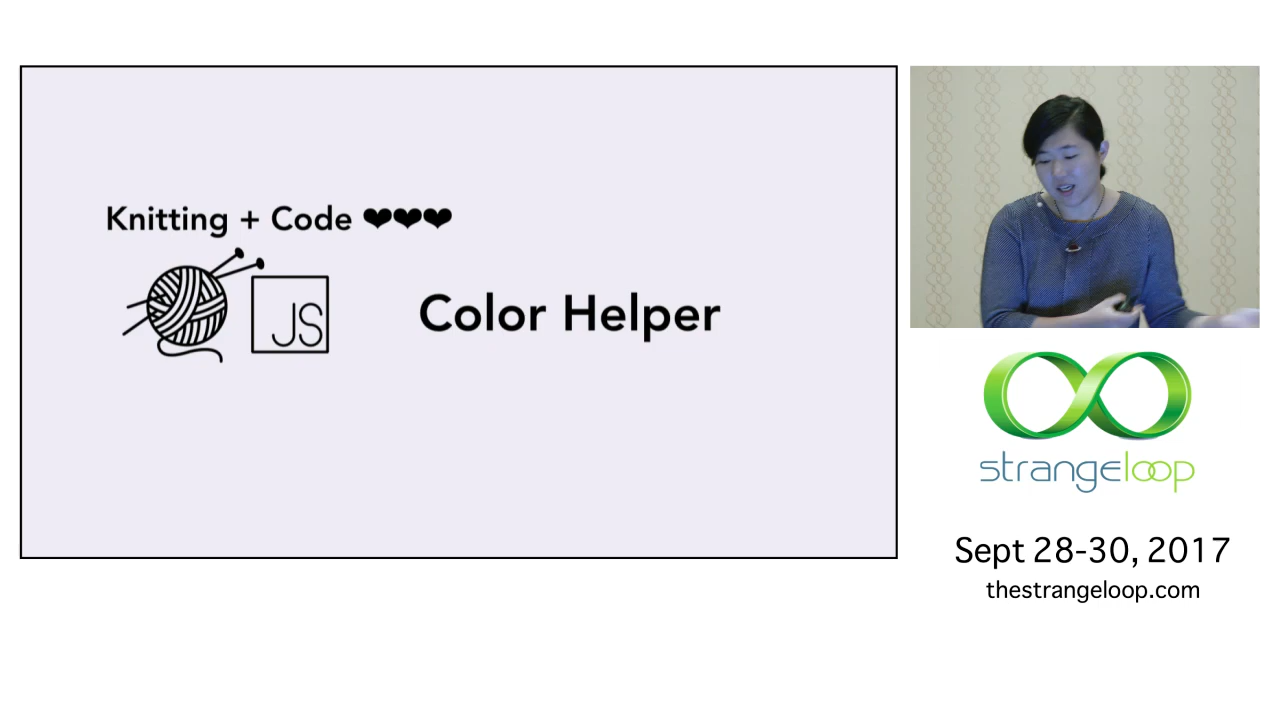 Knitting + Code ❤❤❤
JS
Color Helper
strangeloop
Sept 28-30, 2017
thestrangeloop.com